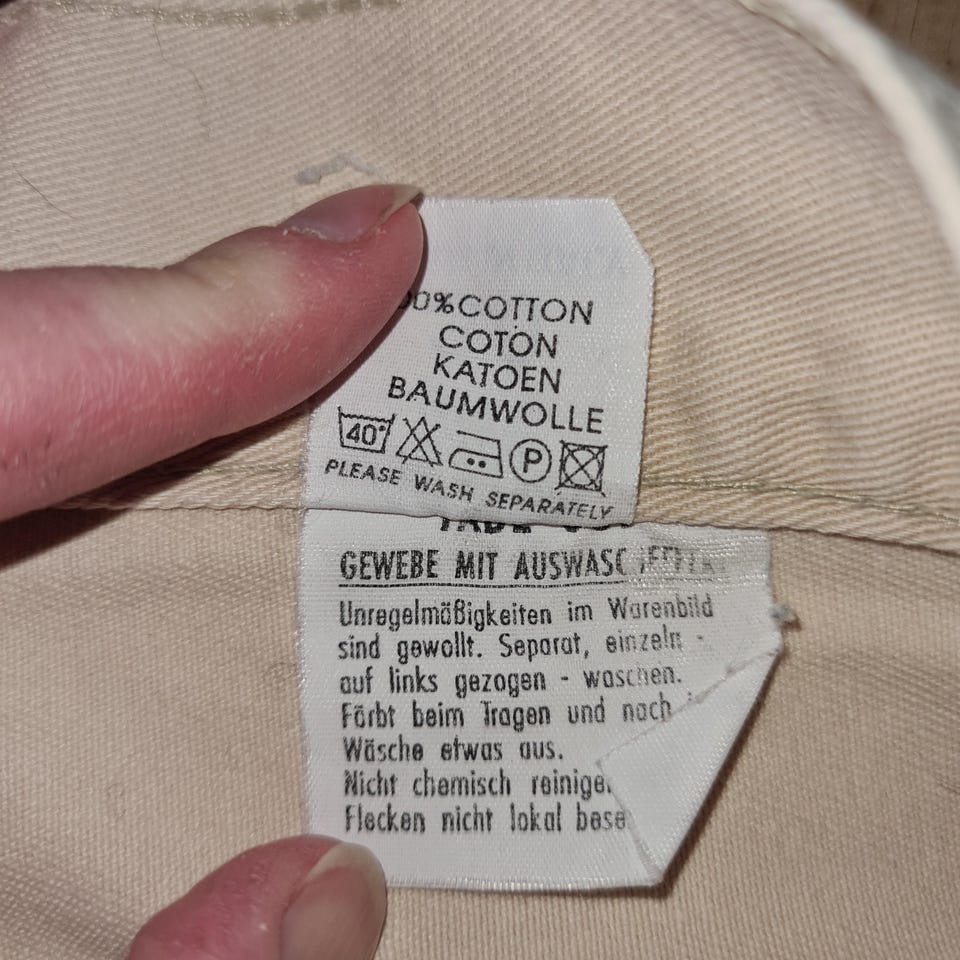 COTTON
COTON
KATOEN
BAUMWOLLE
40° P
PLEASE WASH SEPARATELY
GEWEBE MIT
Unregelmäßigkeiten im Warenbild
sind gewollt. Separat, einzeln -
auf links gezogen - waschen.
Färbt beim Tragen und nach
Wäsche etwas aus.
Nicht chemisch
Flecken nicht lokal